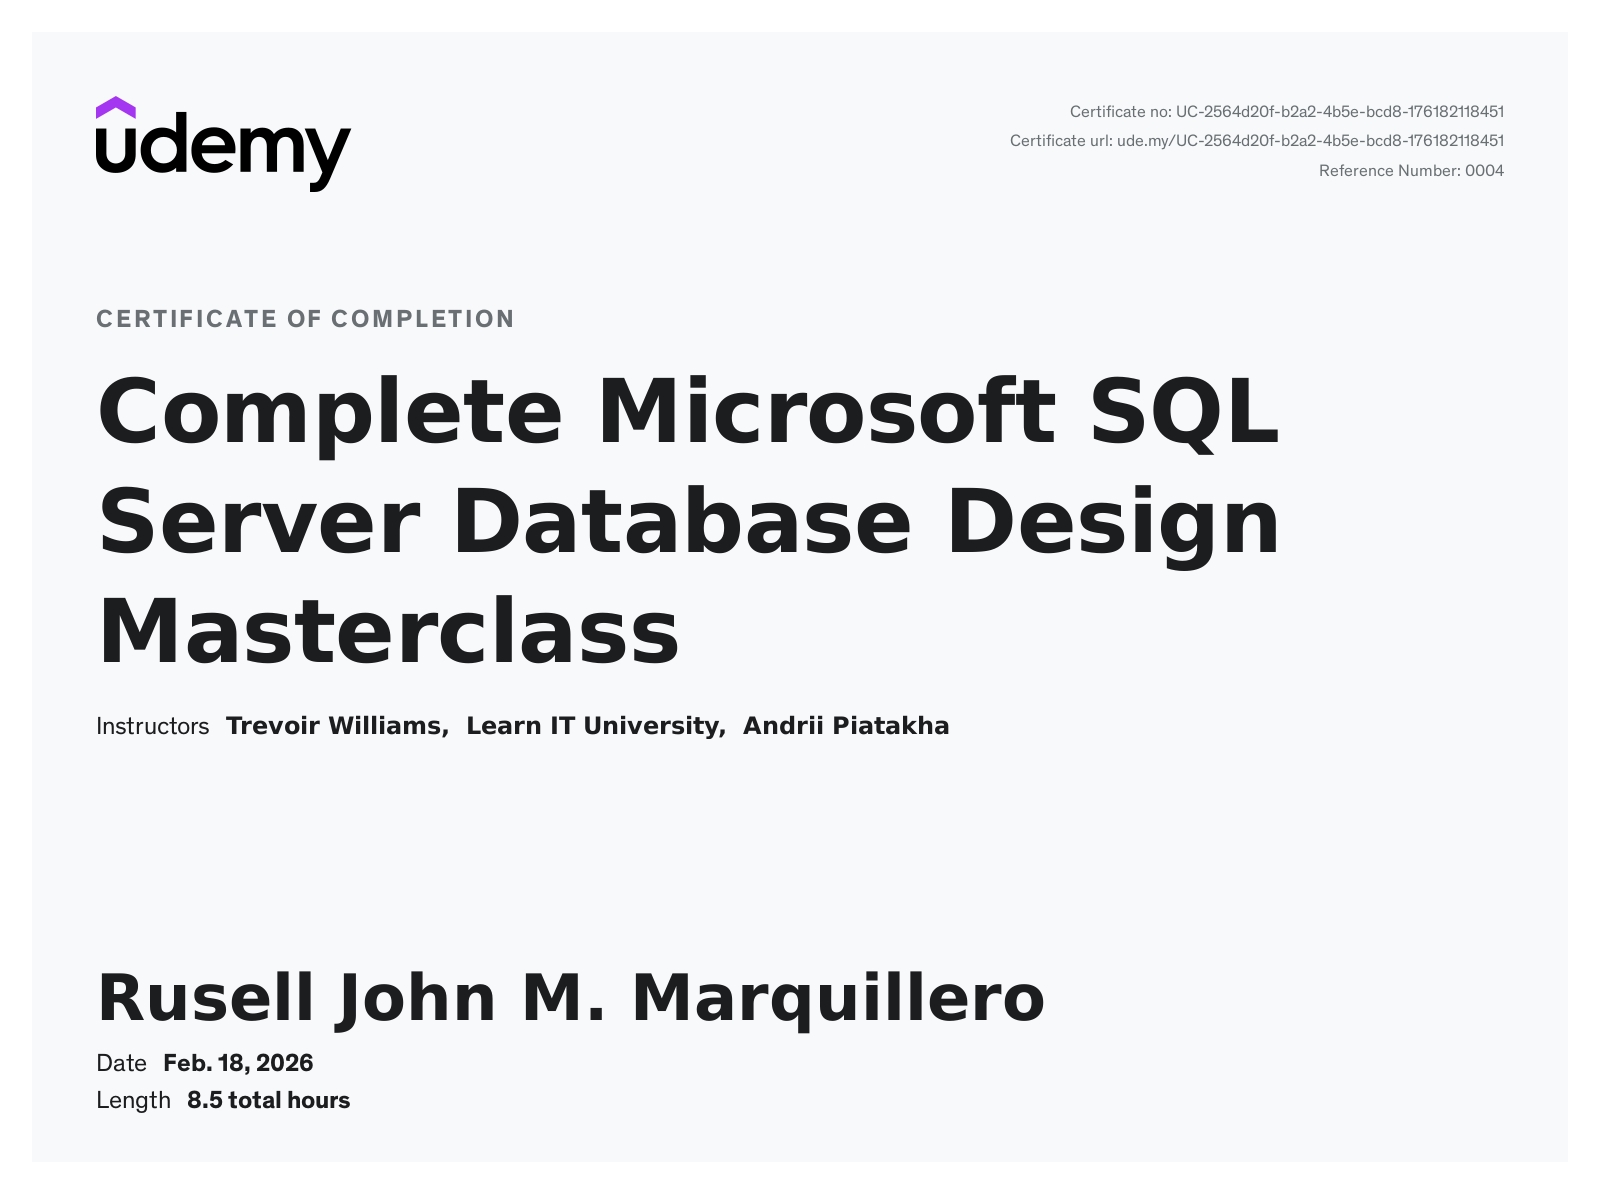 udemy
Certificate no: UC-2564d20f-b2a2-4b5e-bcd8-176182118451
Certificate url: ude.my/UC-2564d20f-b2a2-4b5e-bcd8-176182118451
Reference Number: 0004
CERTIFICATE OF COMPLETION
Complete Microsoft SQL
Server Database Design
Masterclass
Instructors Trevoir Williams, Learn IT University, Andrii Piatakha
Rusell John M. Marquillero
Date Feb. 18, 2026
Length 8.5 total hours